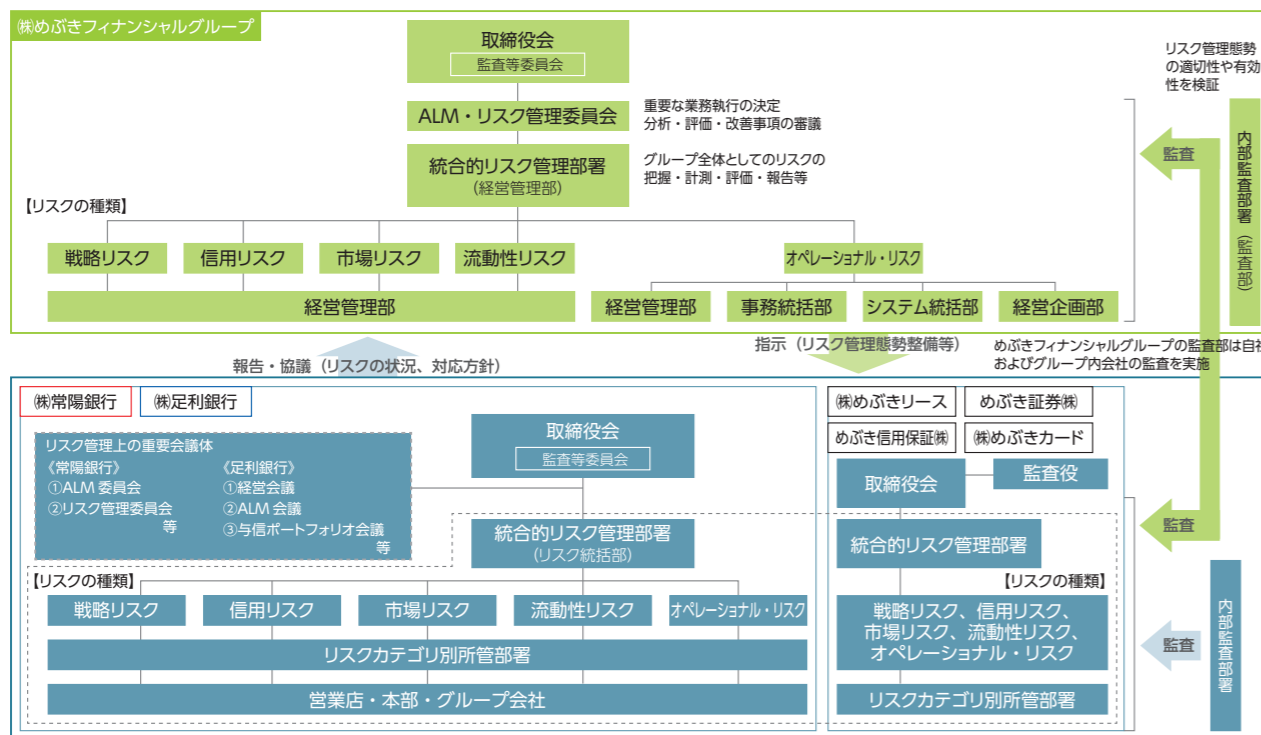 ㈱めぶきフィナンシャルグループ
取締役会
監査等委員会
ALM・リスク管理委員会
重要な業務執行の決定
分析・評価・改善事項の審議
統合的リスク管理部署
（経営管理部）
グループ全体としてのリスクの
把握・計測・評価・報告等
リスク管理態勢
の適切性や有効
性を検証
監査
内部監査部署（監査部）
【リスクの種類】
戦略リスク
信用リスク
市場リスク
流動性リスク
オペレーショナル・リスク
経営管理部
経営管理部
事務統括部
システム統括部
経営企画部
報告・協議（リスクの状況、対応方針）
指示（リスク管理態勢整備等）
めぶきフィナンシャルグループの監査部は自社
およびグループ内会社の監査を実施
㈱常陽銀行
㈱足利銀行
リスク管理上の重要会議体
《常陽銀行》
①ALM 委員会
②リスク管理委員会
等
《足利銀行》
①経営会議
②ALM 会議
③与信ポートフォリオ会議
等
取締役会
監査等委員会
統合的リスク管理部署
（リスク統括部）
【リスクの種類】
戦略リスク
信用リスク
市場リスク
流動性リスク
オペレーショナル・リスク
リスクカテゴリ別所管部署
営業店・本部・グループ会社
㈱めぶきリース
めぶき証券㈱
めぶき信用保証㈱
㈱めぶきカード
取締役会
監査役
統合的リスク管理部署
【リスクの種類】
戦略リスク、信用リスク、
市場リスク、流動性リスク、
オペレーショナル・リスク
リスクカテゴリ別所管部署
監査
監査
内部監査部署